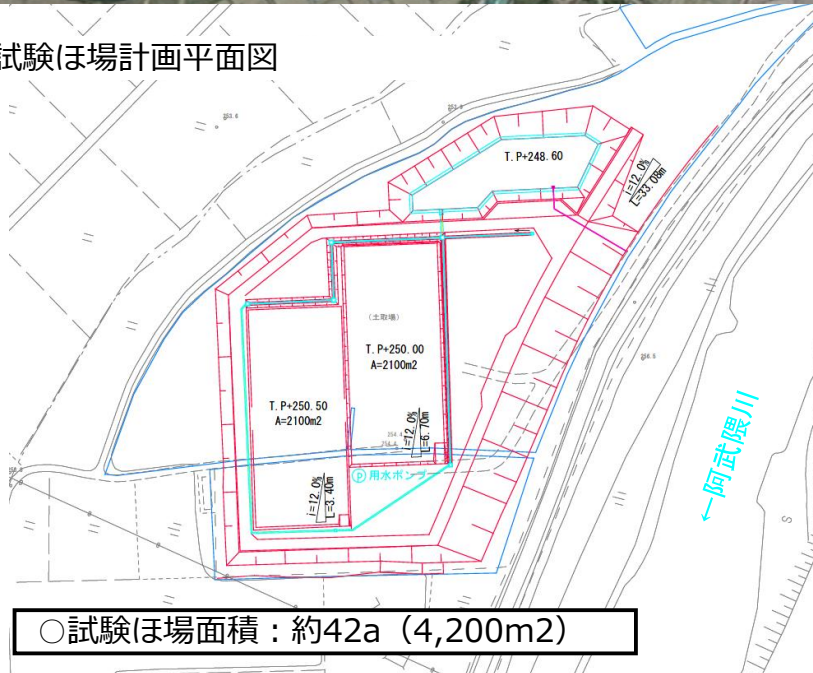 試験ほ場計画平面図
T.P+248.60
i=12.0%
L=33.08m
(土取場)
T.P+250.00
A=2100m2
T.P+250.50
A=2100m2
i=12.0%
L=6.70m
Ⓟ用水ポンプ
i=12.0%
L=3.40m
←阿武隈川
○試験ほ場面積:約42a(4,200m2)